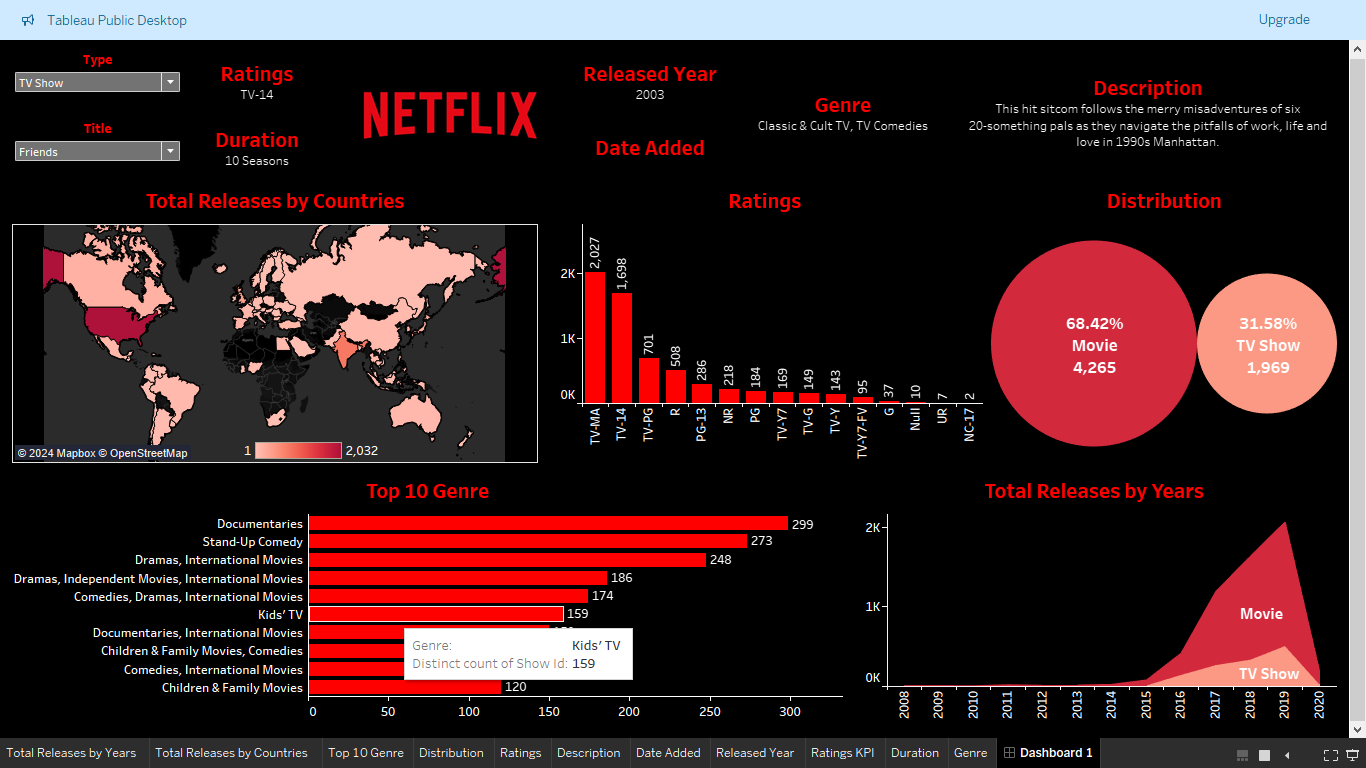 Tableau Public Desktop
Upgrade
Type
TV Show
Title
Friends
Ratings
TV-14
Duration
10 Seasons
NETFLIX
Released Year
2003
Date Added
Genre
Classic & Cult TV, TV Comedies
Description
This hit sitcom follows the merry misadventures of six
20-something pals as they navigate the pitfalls of work, life and
love in 1990s Manhattan.
Total Releases by Countries
© 2024 Mapbox © OpenStreetMap
1
2,032
Ratings
2K
1K
0K
2,027
1,698
701
508
286
218
184
169
149
143
95
37
10
7
2
TV-MA
TV-14
TV-PG
R
PG-13
NR
PG
TV-Y7
TV-G
TV-Y
TV-Y7-FV
G
Null
UR
NC-17
Distribution
68.42%
Movie
4,265
31.58%
TV Show
1,969
Top 10 Genre
Documentaries 299
Stand-Up Comedy 273
Dramas, International Movies 248
Dramas, Independent Movies, International Movies 186
Comedies, Dramas, International Movies 174
Kids’ TV 159
Documentaries, International Movies
Children & Family Movies, Comedies
Comedies, International Movies
Children & Family Movies 120
Genre: Kids’ TV
Distinct count of Show Id: 159
0 50 100 150 200 250 300
Total Releases by Years
2K
1K
0K
Movie
TV Show
2008 2009 2010 2011 2012 2013 2014 2015 2016 2017 2018 2019 2020
Total Releases by Years Total Releases by Countries Top 10 Genre Distribution Ratings Description Date Added Released Year Ratings KPI Duration Genre Dashboard 1